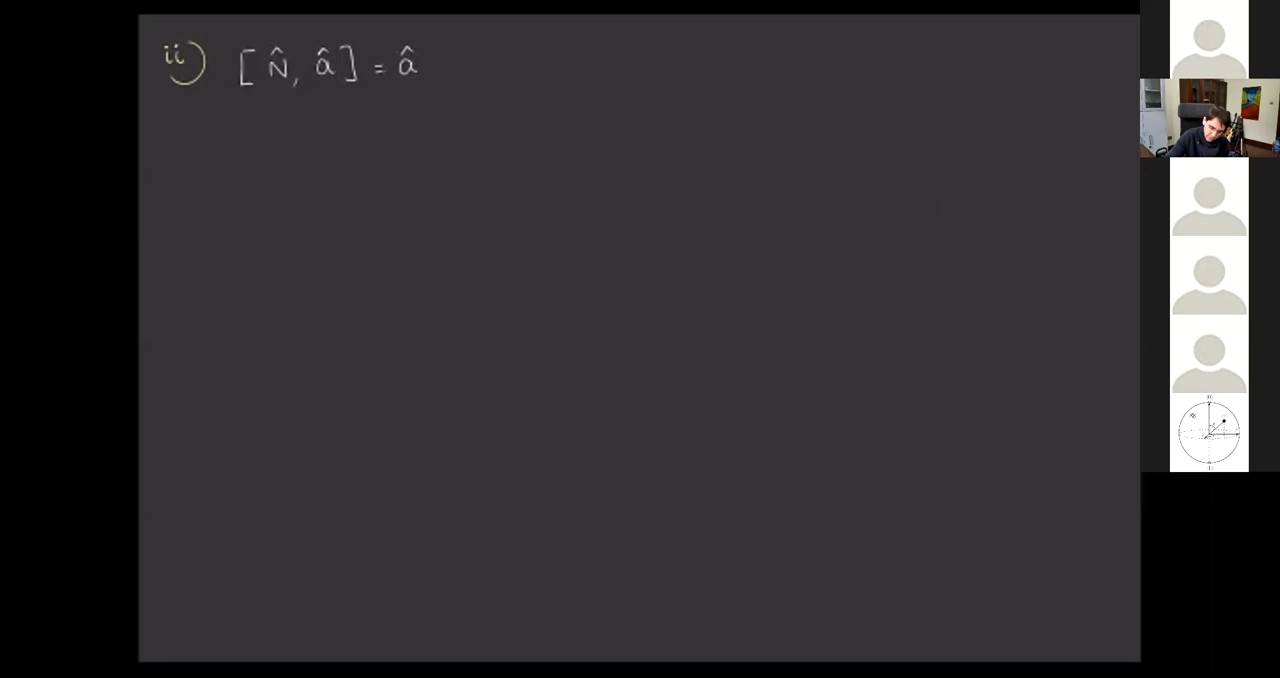 ii) [ N̂, â ] = â